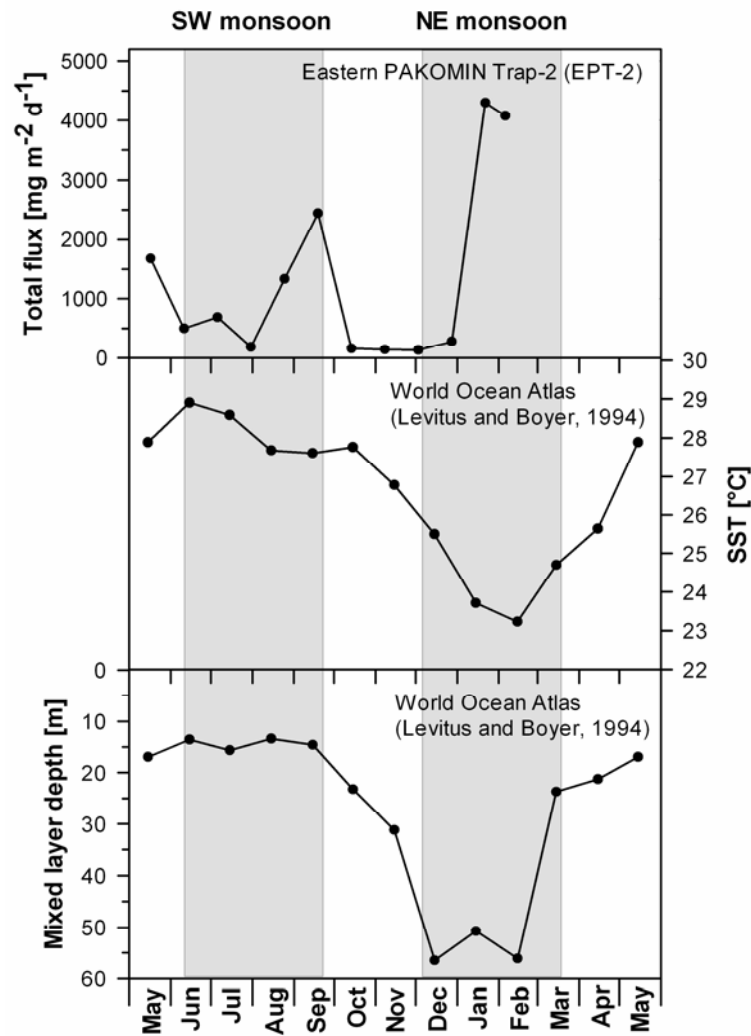 SW monsoon NE monsoon
Eastern PAKOMIN Trap-2 (EPT-2)
Total flux [mg m-2 d-1]
5000
4000
3000
2000
1000
0
World Ocean Atlas
(Levitus and Boyer, 1994)
SST [°C]
30
29
28
27
26
25
24
23
22
World Ocean Atlas
(Levitus and Boyer, 1994)
Mixed layer depth [m]
0
10
20
30
40
50
60
May Jun Jul Aug Sep Oct Nov Dec Jan Feb Mar Apr May